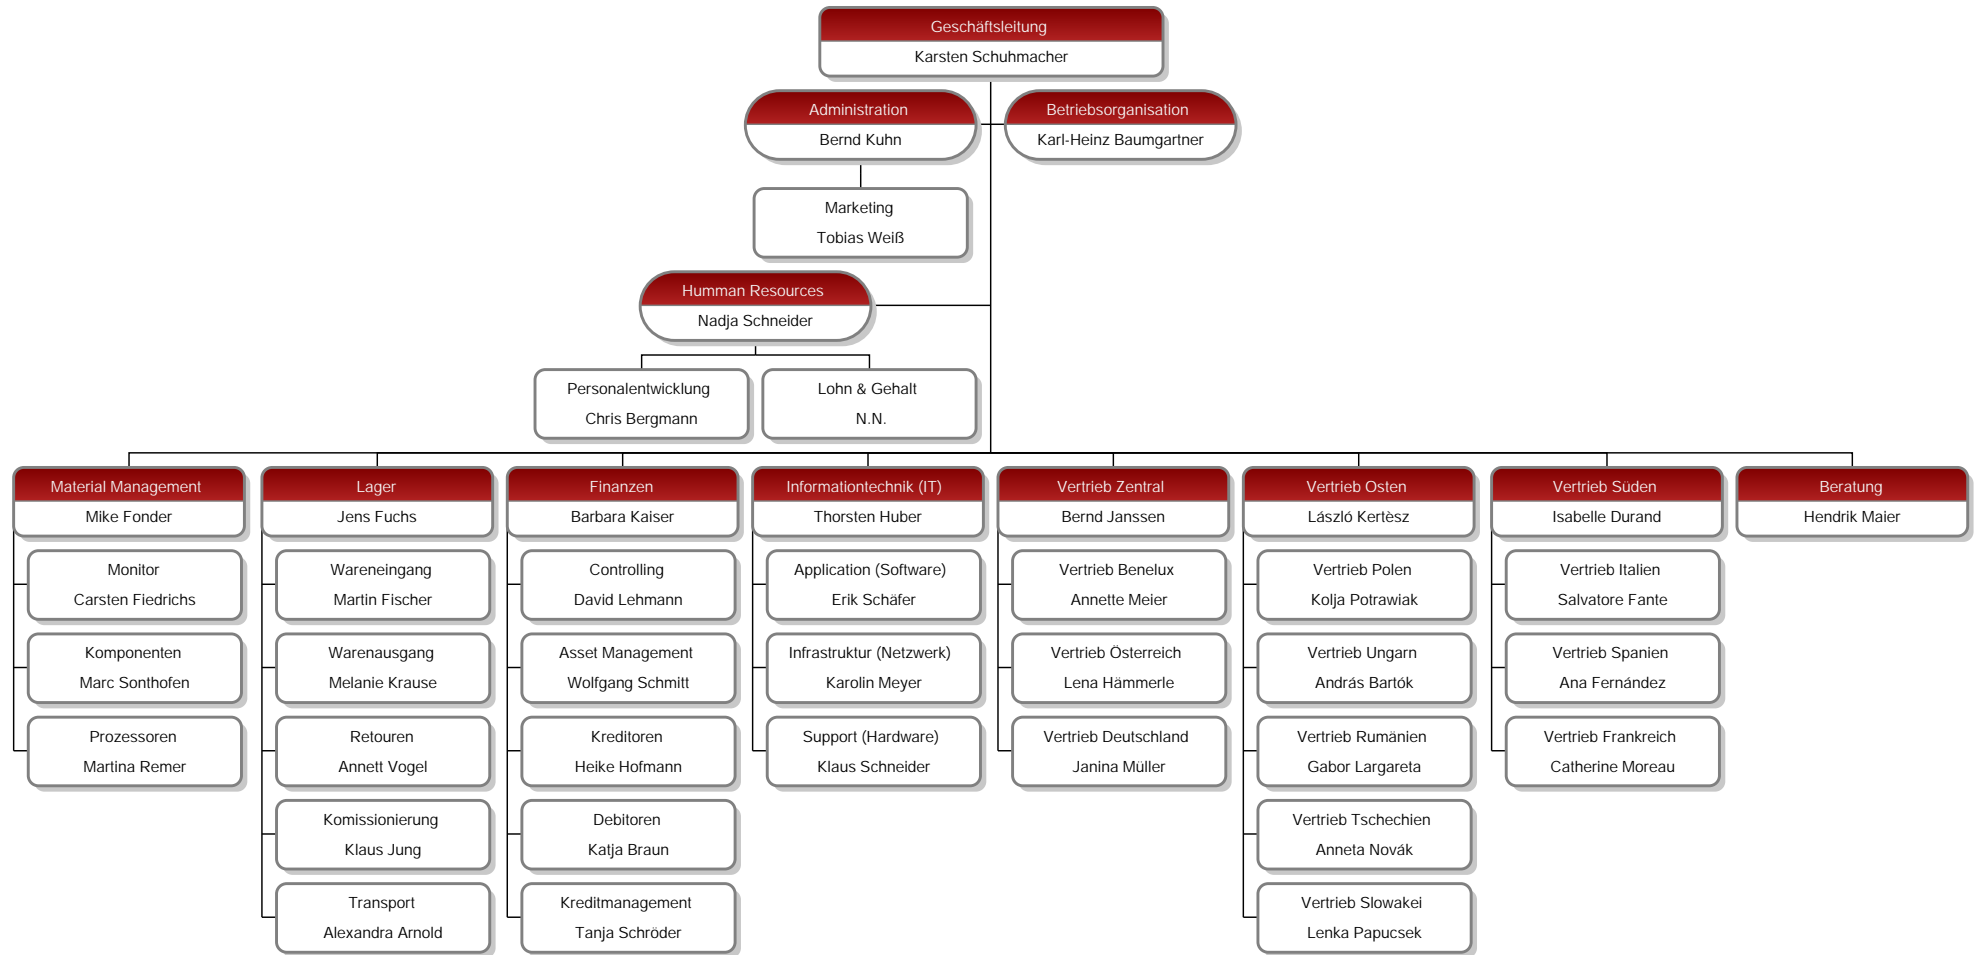 Geschäftsleitung
Karsten Schuhmacher
Administration
Bernd Kuhn
Betriebsorganisation
Karl-Heinz Baumgartner
Marketing
Tobias Weiß
Humman Resources
Nadja Schneider
Personalentwicklung
Chris Bergmann
Lohn & Gehalt
N.N.
Material Management
Mike Fonder
Monitor
Carsten Fiedrichs
Komponenten
Marc Sonthofen
Prozessoren
Martina Remer
Lager
Jens Fuchs
Wareneingang
Martin Fischer
Warenausgang
Melanie Krause
Retouren
Annett Vogel
Komissionierung
Klaus Jung
Transport
Alexandra Arnold
Finanzen
Barbara Kaiser
Controlling
David Lehmann
Asset Management
Wolfgang Schmitt
Kreditoren
Heike Hofmann
Debitoren
Katja Braun
Kreditmanagement
Tanja Schröder
Informationtechnik (IT)
Thorsten Huber
Application (Software)
Erik Schäfer
Infrastruktur (Netzwerk)
Karolin Meyer
Support (Hardware)
Klaus Schneider
Vertrieb Zentral
Bernd Janssen
Vertrieb Benelux
Annette Meier
Vertrieb Österreich
Lena Hämmerle
Vertrieb Deutschland
Janina Müller
Vertrieb Osten
László Kertèsz
Vertrieb Polen
Kolja Potrawiak
Vertrieb Ungarn
András Bartók
Vertrieb Rumänien
Gabor Largareta
Vertrieb Tschechien
Anneta Novák
Vertrieb Slowakei
Lenka Papucsek
Vertrieb Süden
Isabelle Durand
Vertrieb Italien
Salvatore Fante
Vertrieb Spanien
Ana Fernández
Vertrieb Frankreich
Catherine Moreau
Beratung
Hendrik Maier